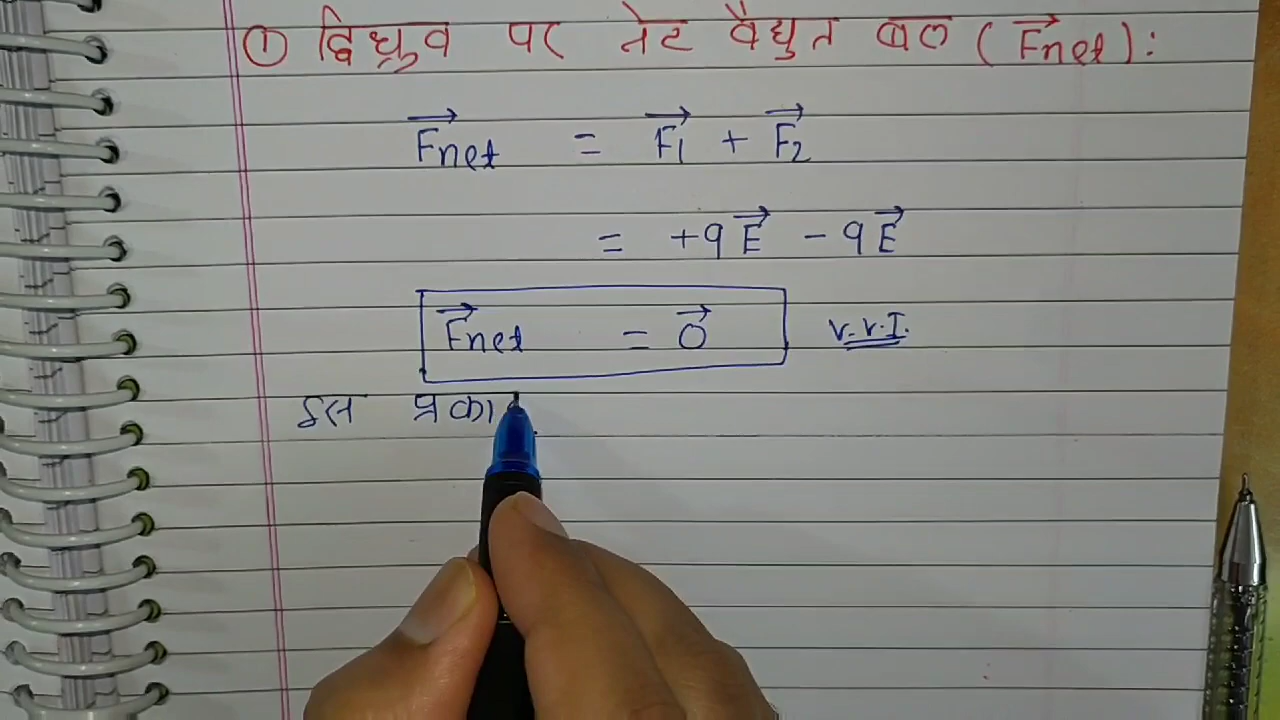 ① द्विध्रुव पर नेट वैद्युत बल (F⃗net) :
F⃗net = F⃗1 + F⃗2
= +qE⃗ - qE⃗
F⃗net = 0⃗ V.V.I.
इस प्रका